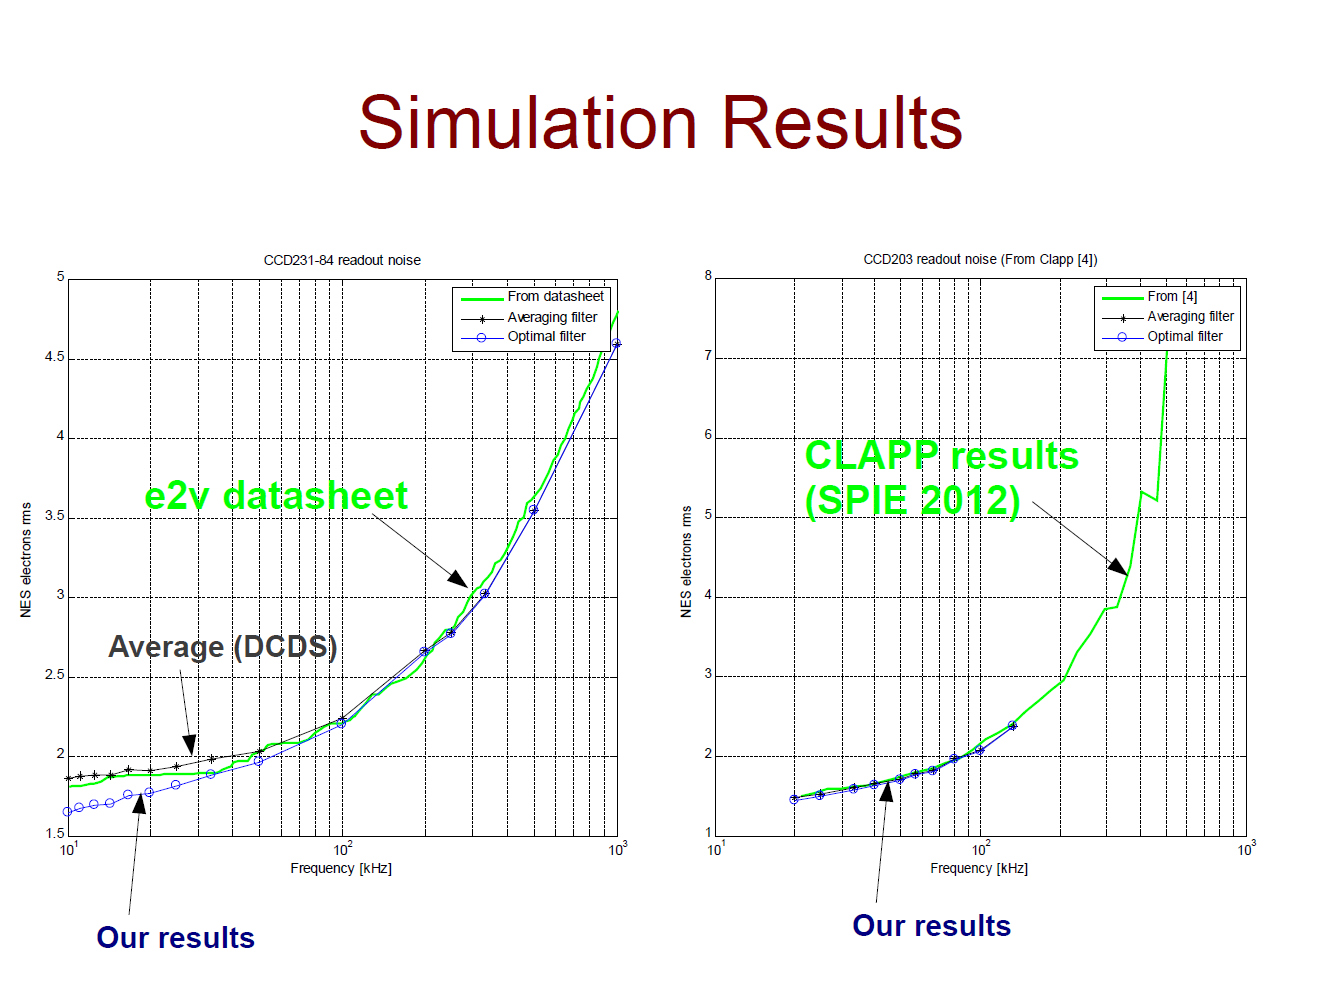 Simulation Results
CCD231-84 readout noise
5
4.5
4
3.5
3
2.5
2
1.5
NES electrons rms
From datasheet
Averaging filter
Optimal filter
e2v datasheet
Average (DCDS)
10^1
10^2
10^3
Frequency [kHz]
Our results
CCD203 readout noise (From Clapp [4])
8
7
6
5
4
3
2
1
NES electrons rms
From [4]
Averaging filter
Optimal filter
CLAPP results
(SPIE 2012)
10^1
10^2
10^3
Frequency [kHz]
Our results